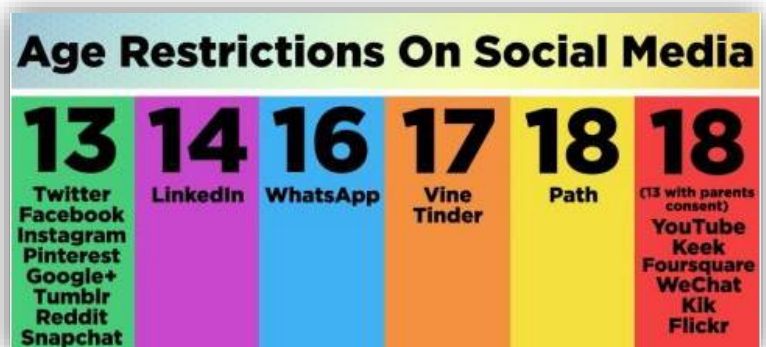 Age Restrictions On Social Media
13
Twitter
Facebook
Instagram
Pinterest
Google+
Tumblr
Reddit
Snapchat
14
LinkedIn
16
WhatsApp
17
Vine
Tinder
18
Path
18
(13 with parents
consent)
YouTube
Keek
Foursquare
WeChat
Kik
Flickr